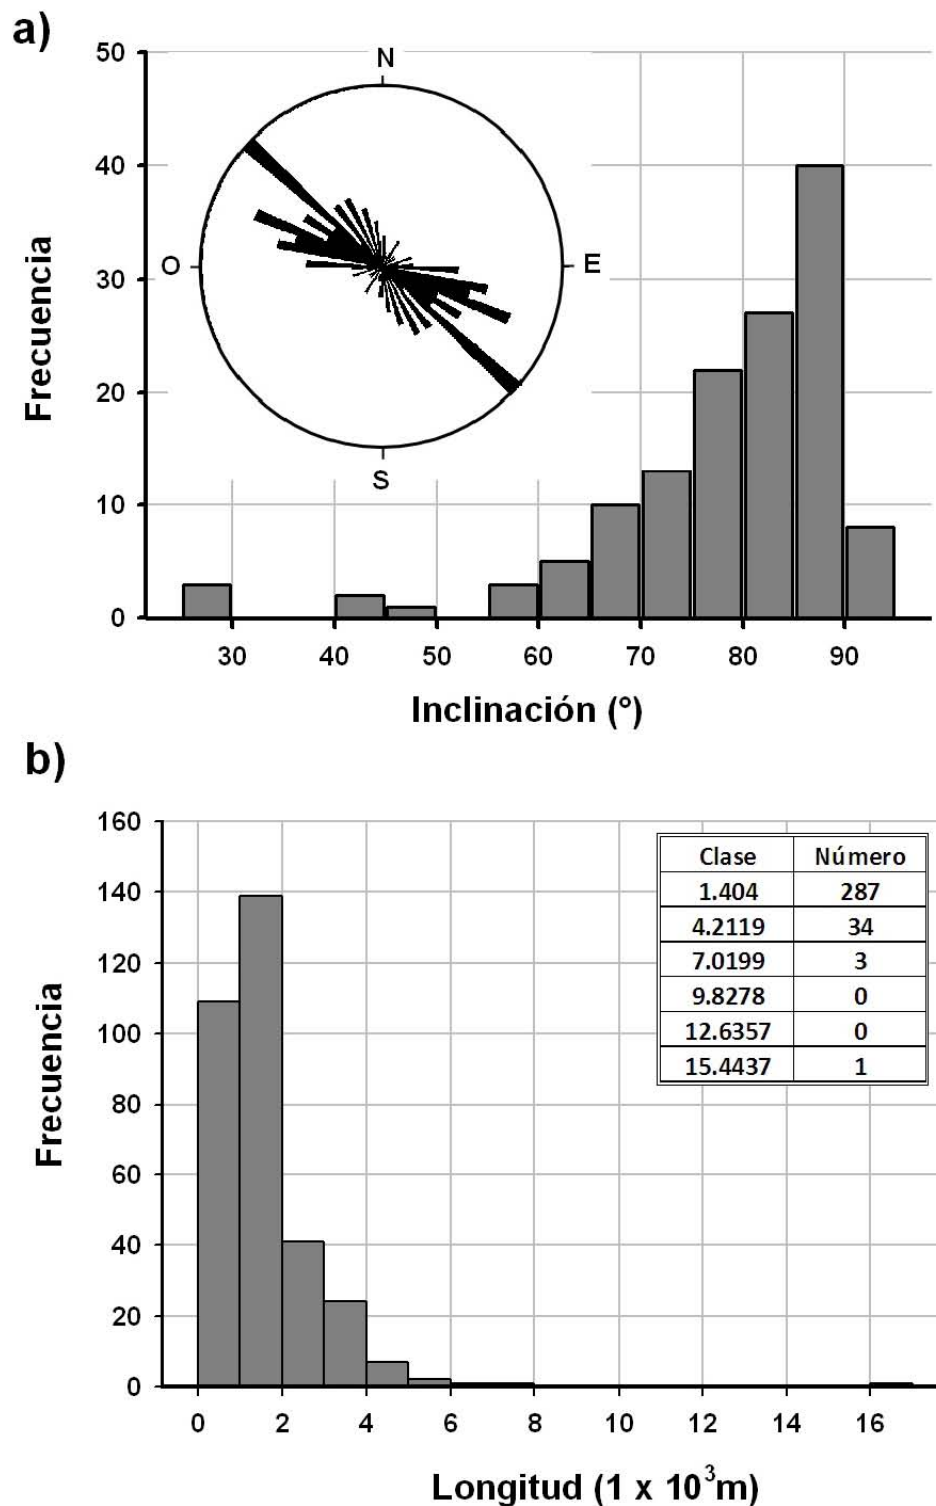 a)
50
40
30
20
10
0
Frecuencia
N
O
E
S
30 40 50 60 70 80 90
Inclinación (°)
b)
160
140
120
100
80
60
40
20
0
Frecuencia
Clase Número
1.404 287
4.2119 34
7.0199 3
9.8278 0
12.6357 0
15.4437 1
0 2 4 6 8 10 12 14 16
Longitud (1 x 10³m)